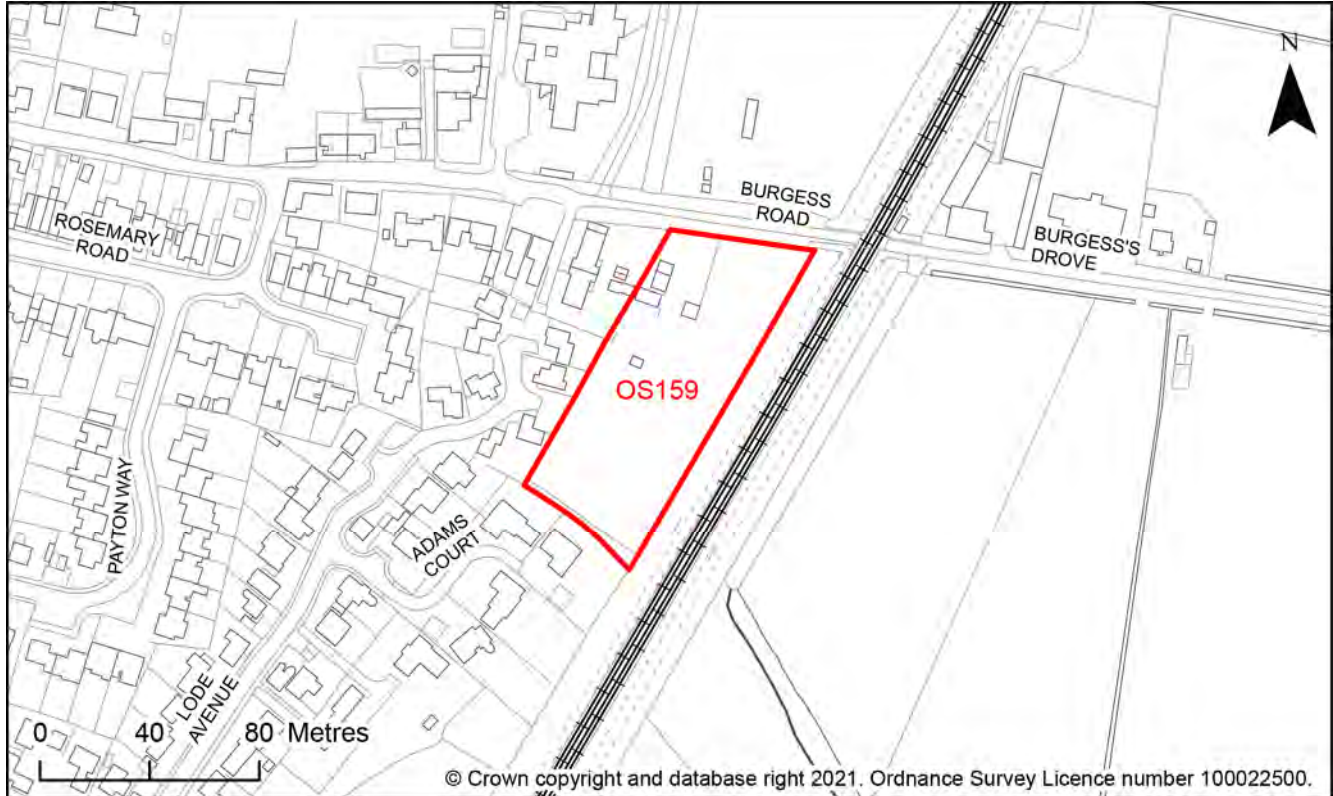 N
BURGESS
ROAD
ROSEMARY
ROAD
BURGESS'S
DROVE
OS159
PAYTON WAY
ADAMS
COURT
LODE
AVENUE
0 40 80 Metres
© Crown copyright and database right 2021. Ordnance Survey Licence number 100022500.